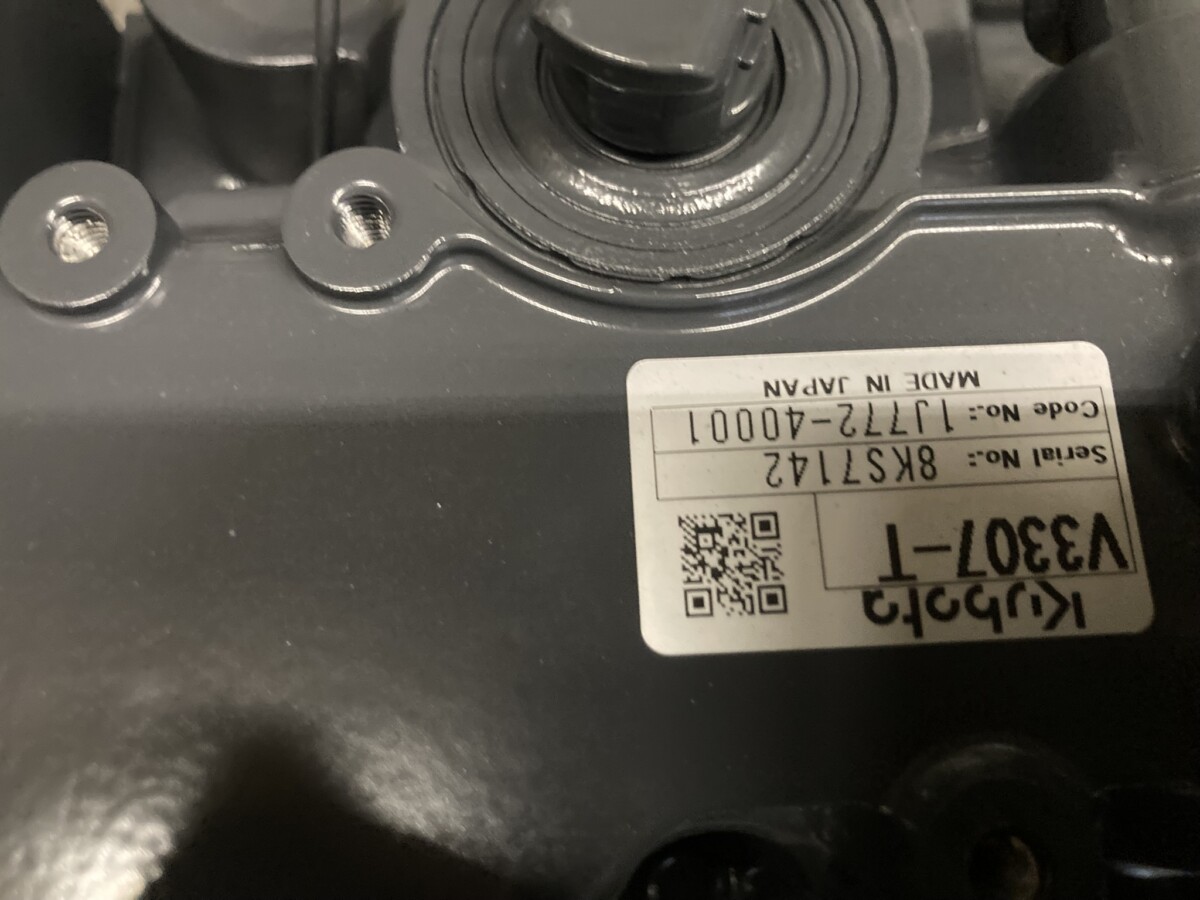 Kubota
V3307-T
Serial No.: 8KS7142
Code No.: 1J772-40001
MADE IN JAPAN